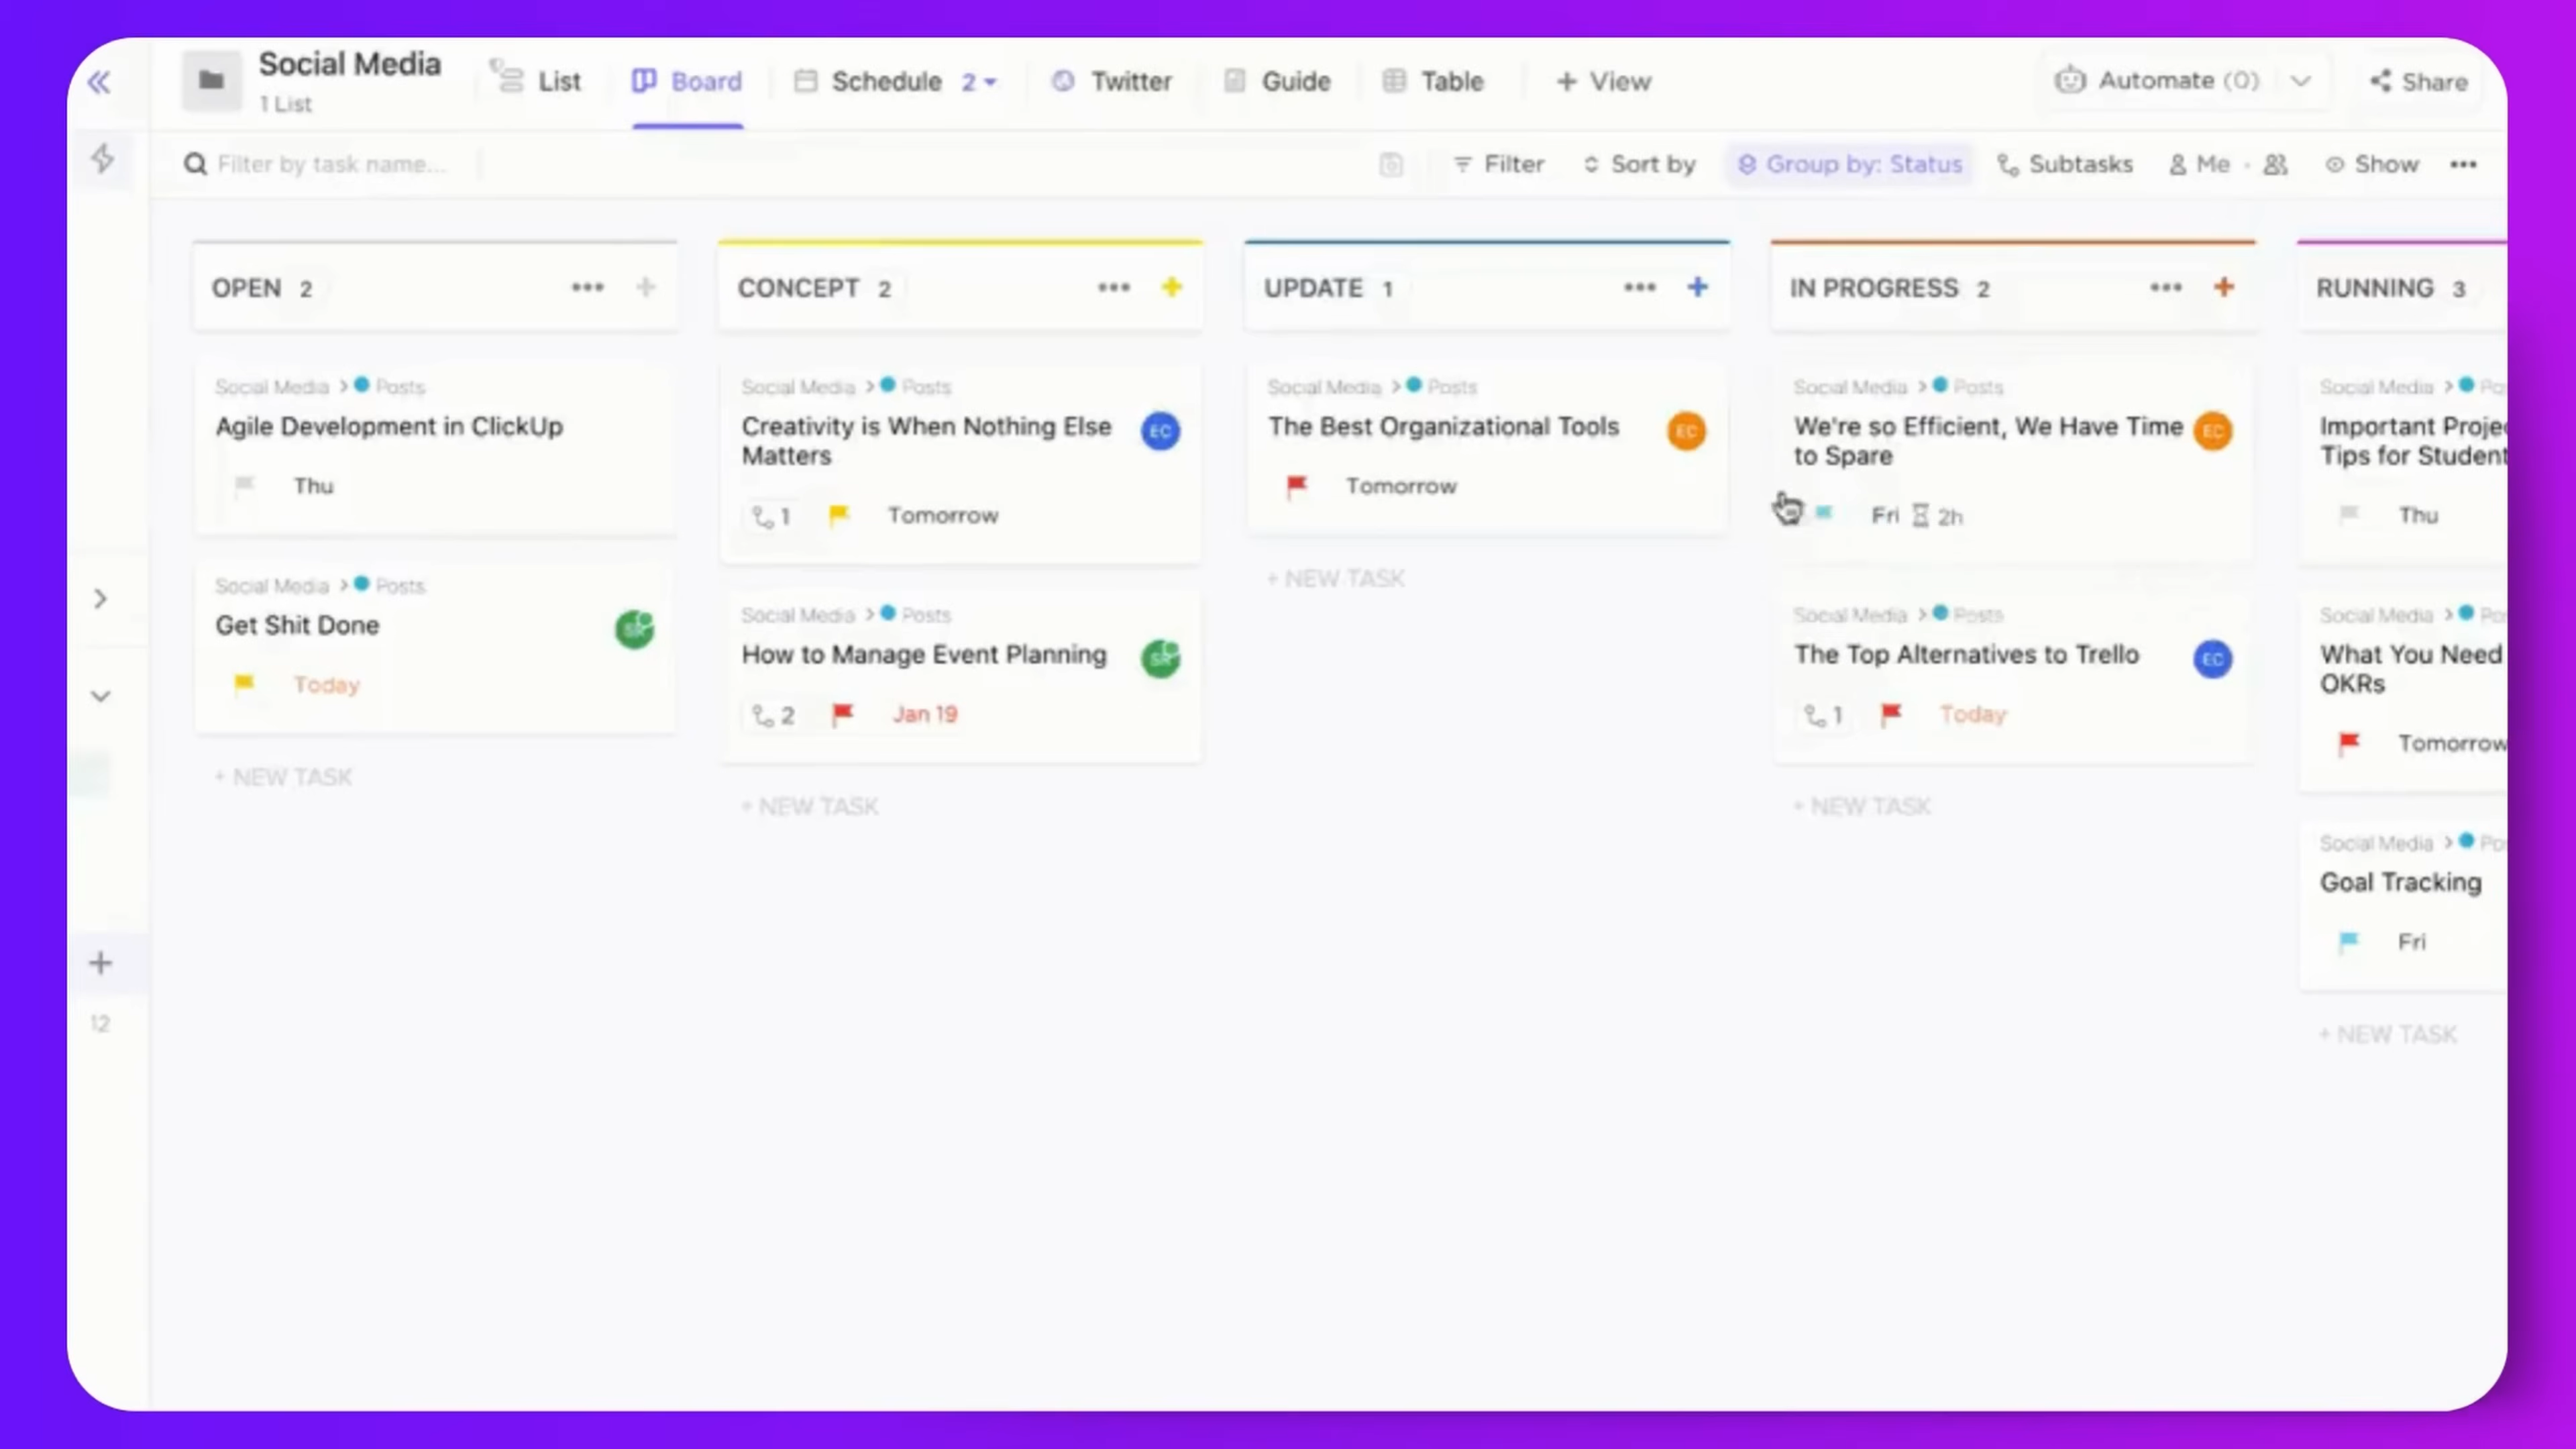 Social Media
1 List
List
Board
Schedule 2
Twitter
Guide
Table
+ View
Automate (0)
Share
Filter by task name...
Filter
Sort by
Group by: Status
Subtasks
Me
Show
OPEN 2
Social Media > Posts
Agile Development in ClickUp
Thu
Social Media > Posts
Get Shit Done
SR
Today
+ NEW TASK
CONCEPT 2
Social Media > Posts
Creativity is When Nothing Else
Matters
EC
1
Tomorrow
Social Media > Posts
How to Manage Event Planning
SR
2
Jan 19
+ NEW TASK
UPDATE 1
Social Media > Posts
The Best Organizational Tools
EC
Tomorrow
+ NEW TASK
IN PROGRESS 2
Social Media > Posts
We're so Efficient, We Have Time
to Spare
EC
Fri 2h
Social Media > Posts
The Top Alternatives to Trello
EC
1
Today
+ NEW TASK
RUNNING 3
Social Media >
Important
Tips for
Thu
Social Media >
What You Need
OKRs
Tomorrow
Social Media >
Goal Tracking
Fri
+ NEW TASK
12